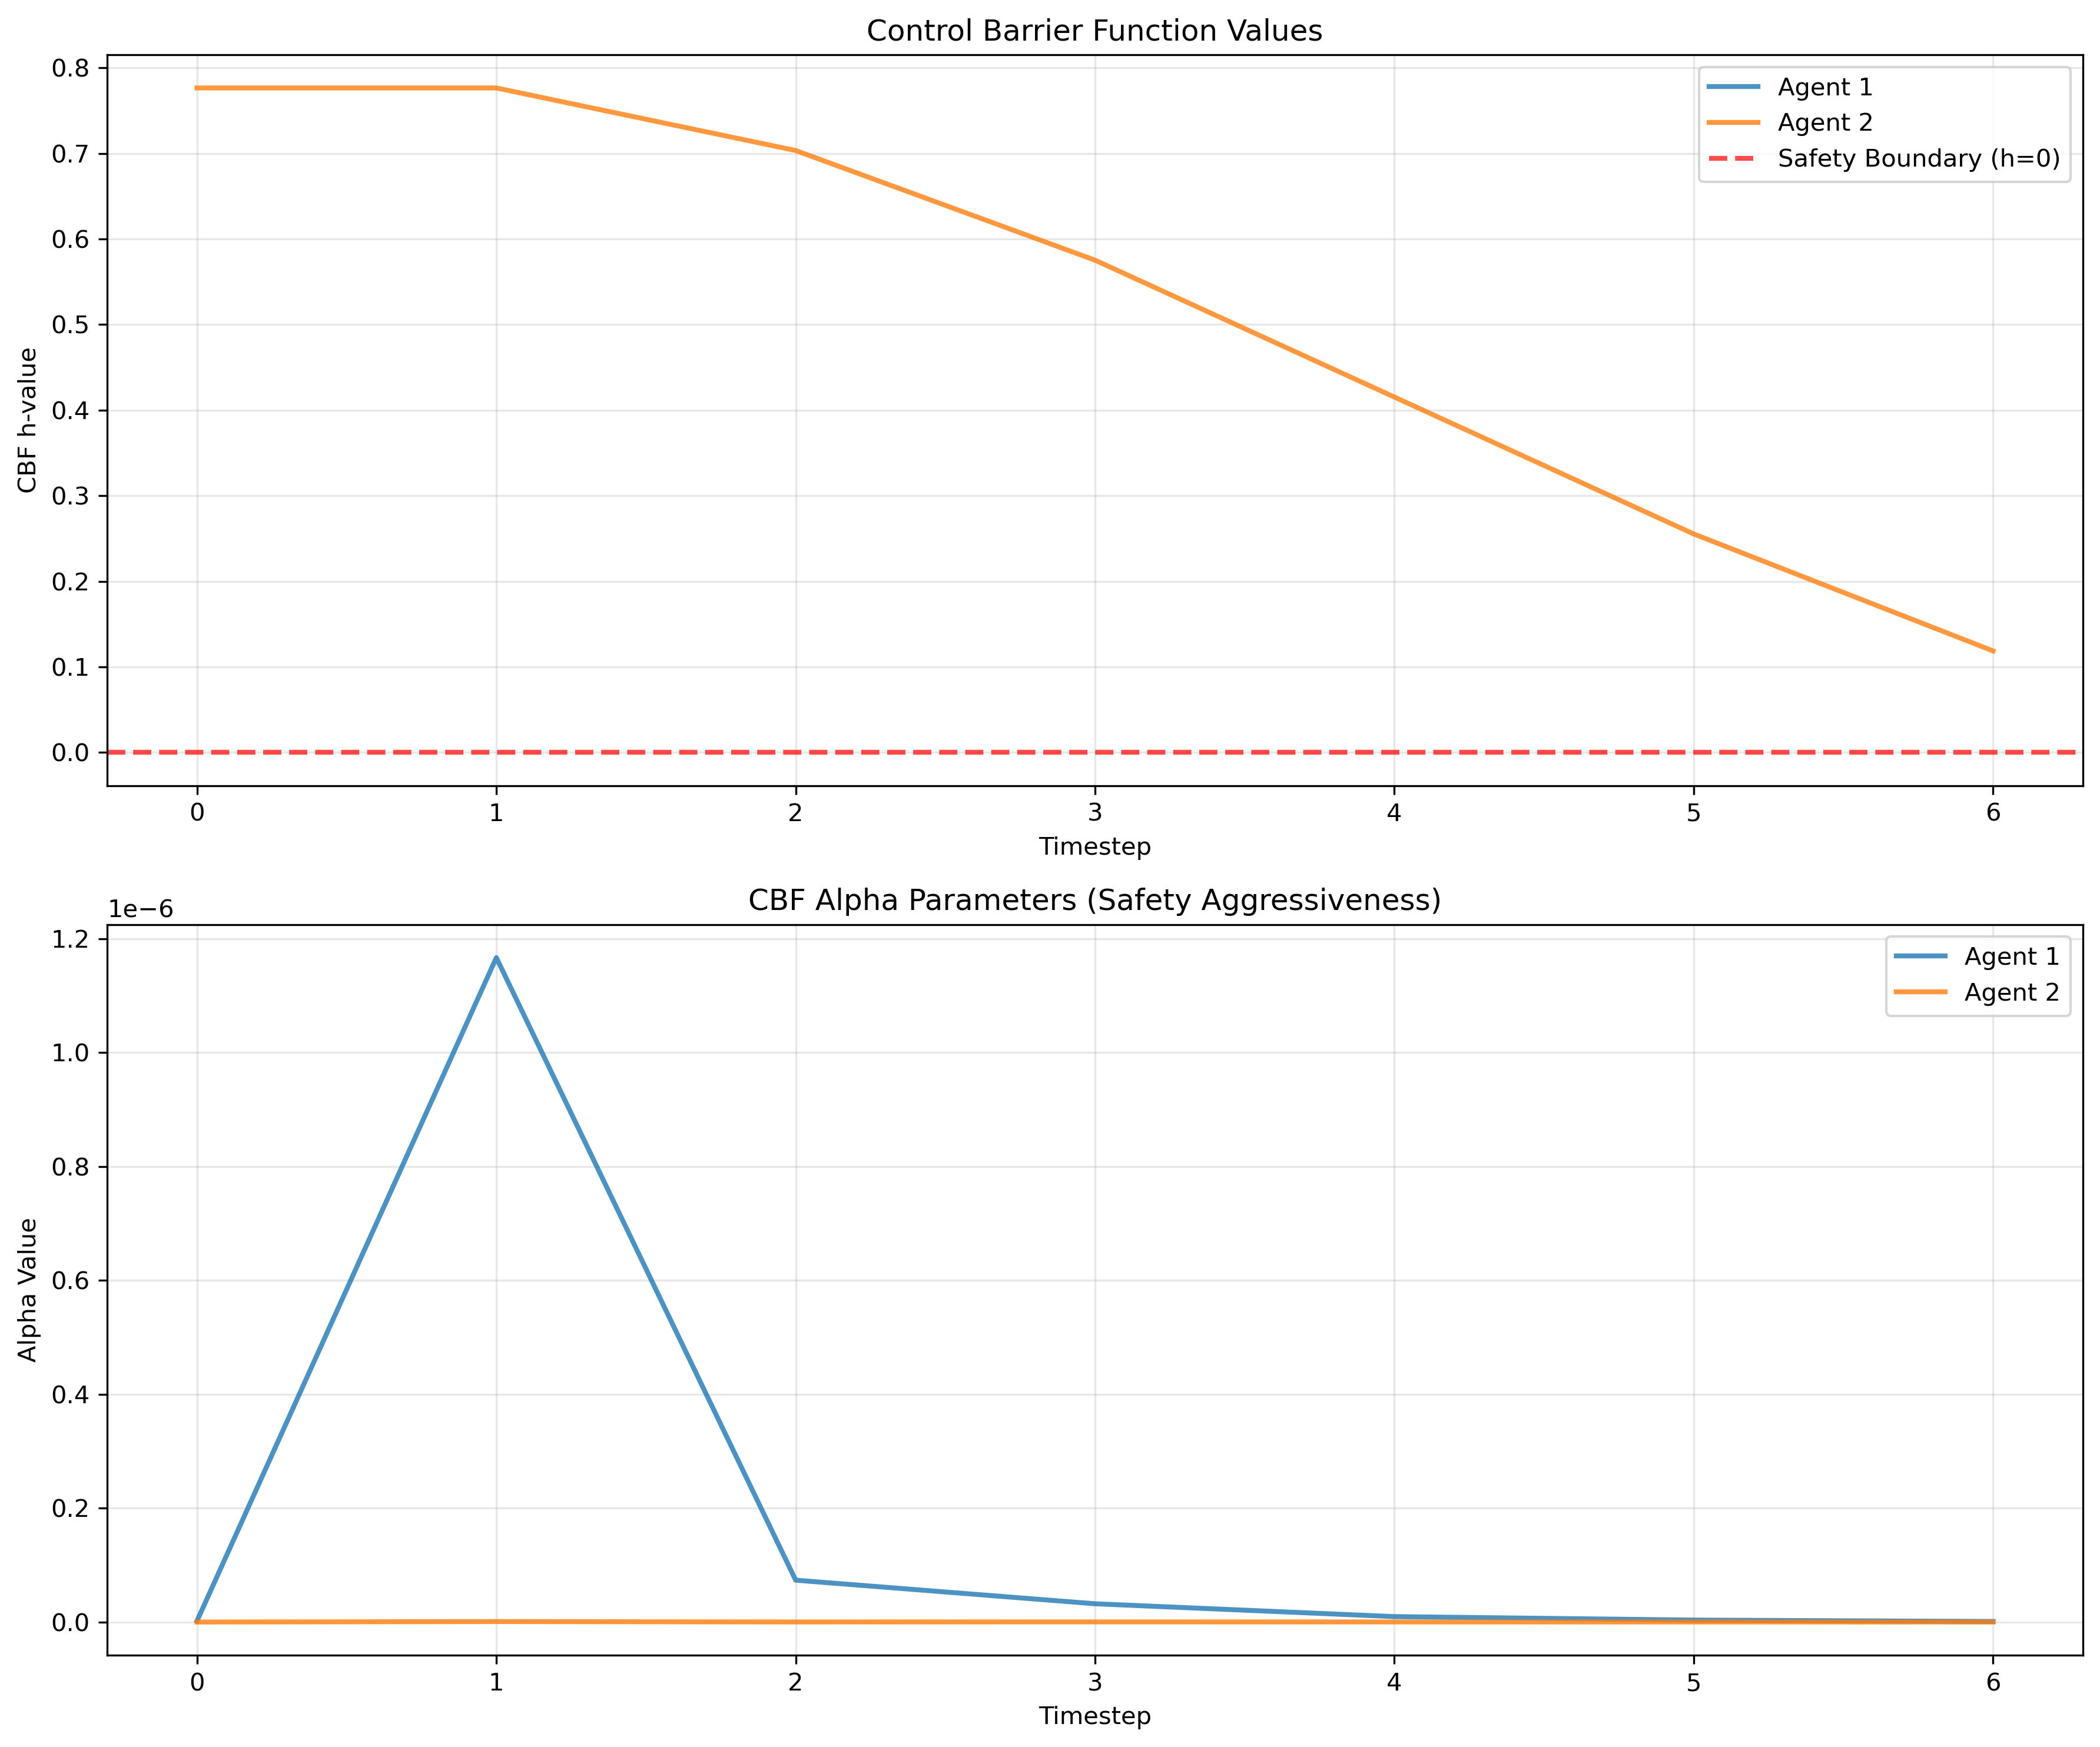 Control Barrier Function Values
0.8
0.7
0.6
0.5
0.4
0.3
0.2
0.1
0.0
CBF h-value
Agent 1
Agent 2
Safety Boundary (h=0)
0 1 2 3 4 5 6
Timestep
CBF Alpha Parameters (Safety Aggressiveness)
1e−6
1.2
1.0
0.8
0.6
0.4
0.2
0.0
Alpha Value
Agent 1
Agent 2
0 1 2 3 4 5 6
Timestep